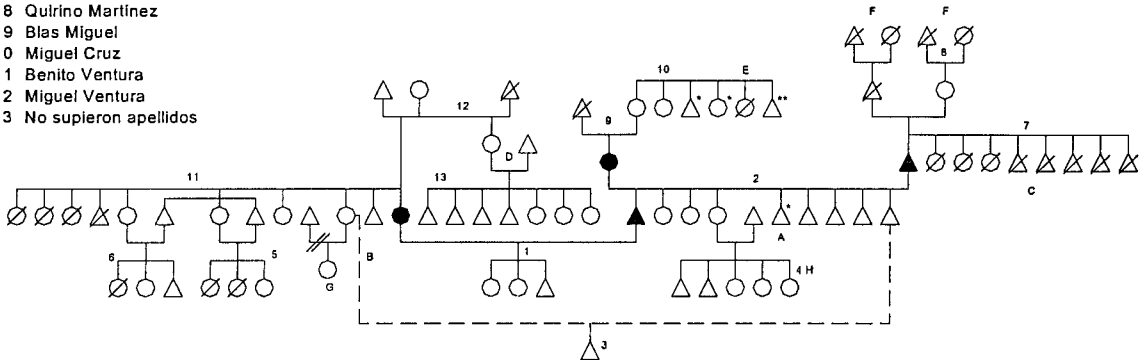 8 Quirino Martínez
9 Blas Miguel
0 Miguel Cruz
1 Benito Ventura
2 Miguel Ventura
3 No supieron apellidos
F F
10 E 8
* * **
12
9
7
D
11 13 2
C
*
B A
6 5 1 4 H
G
3